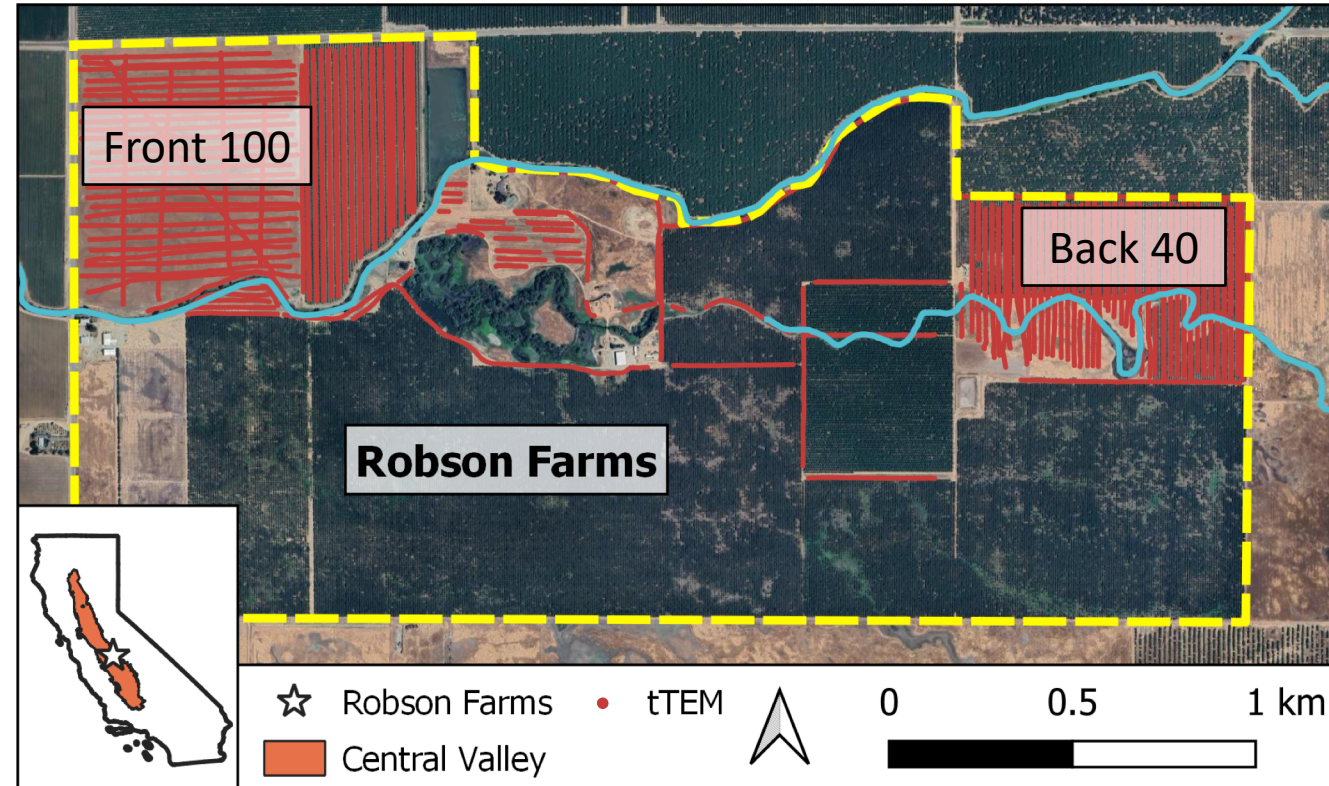 Front 100
Back 40
Robson Farms
Robson Farms
tTEM
0 0.5 1 km
Central Valley